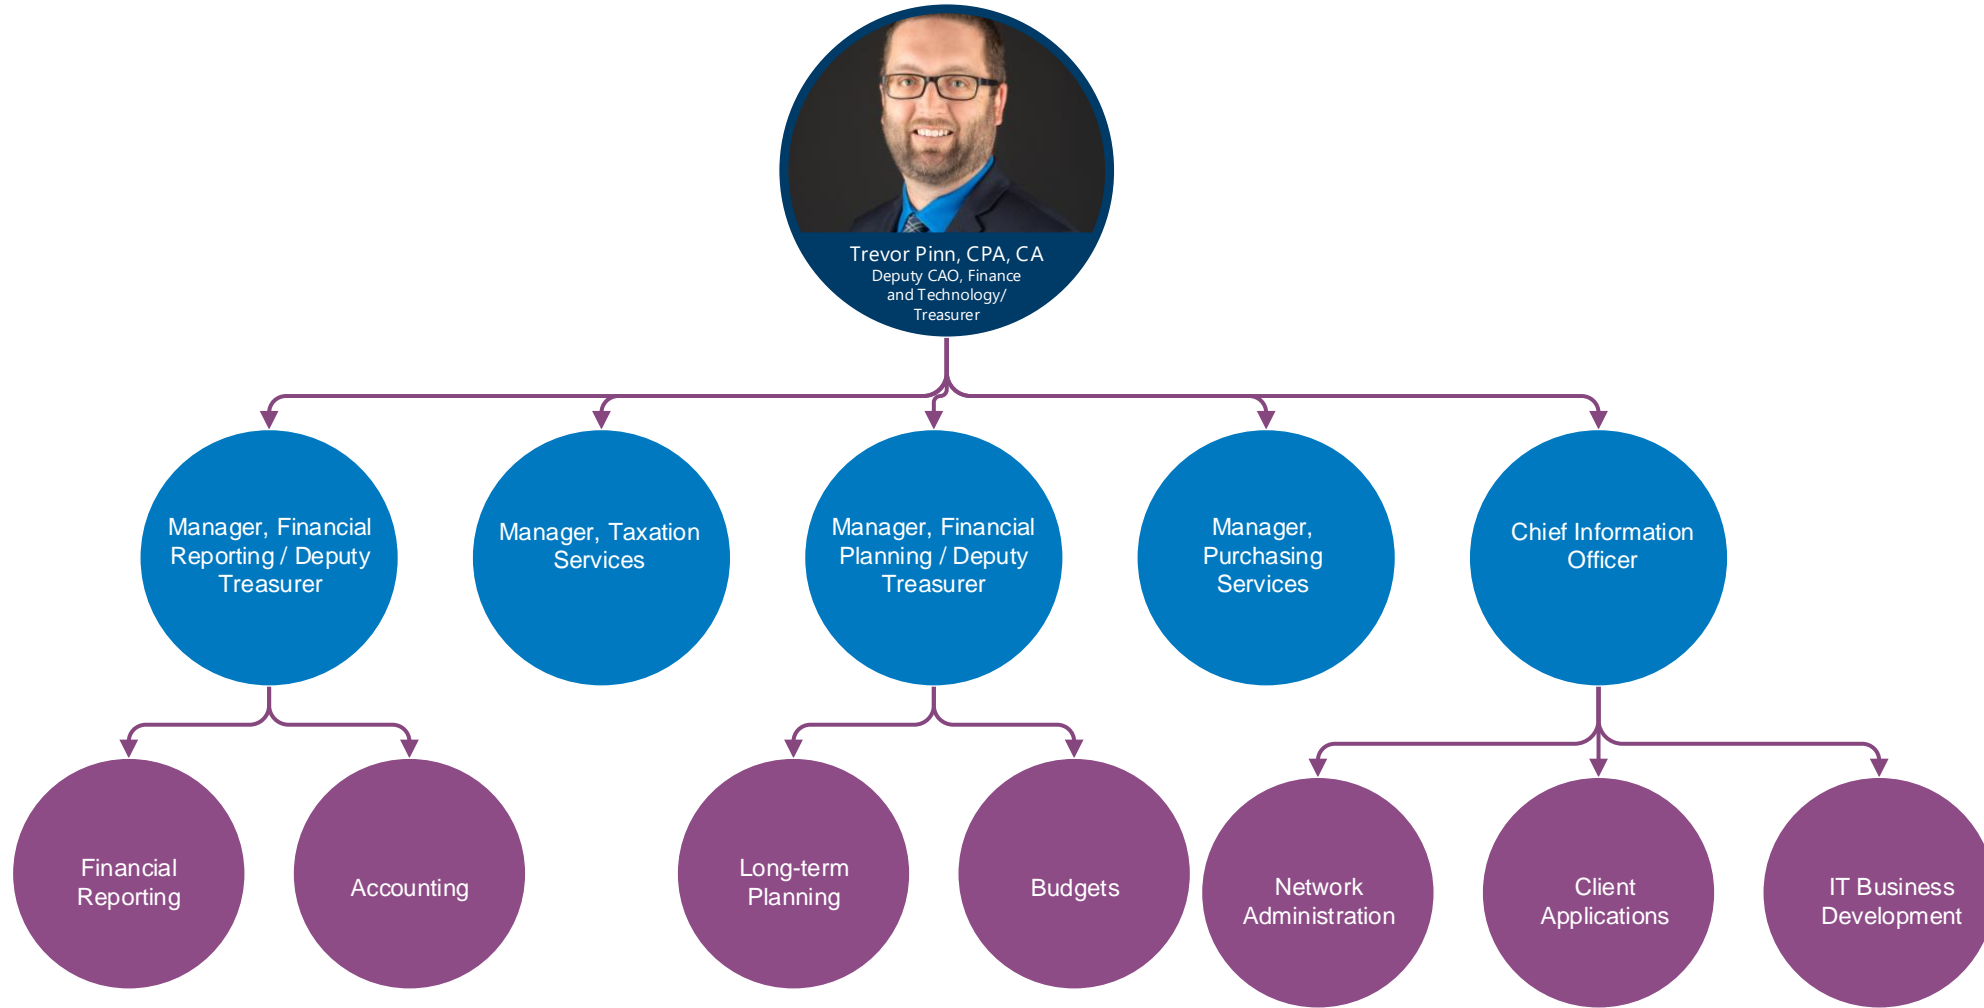 Trevor Pinn, CPA, CA
Deputy CAO, Finance
and Technology/
Treasurer
Manager, Financial
Reporting / Deputy
Treasurer
Manager, Taxation
Services
Manager, Financial
Planning / Deputy
Treasurer
Manager,
Purchasing
Services
Chief Information
Officer
Financial
Reporting
Accounting
Long-term
Planning
Budgets
Network
Administration
Client
Applications
IT Business
Development